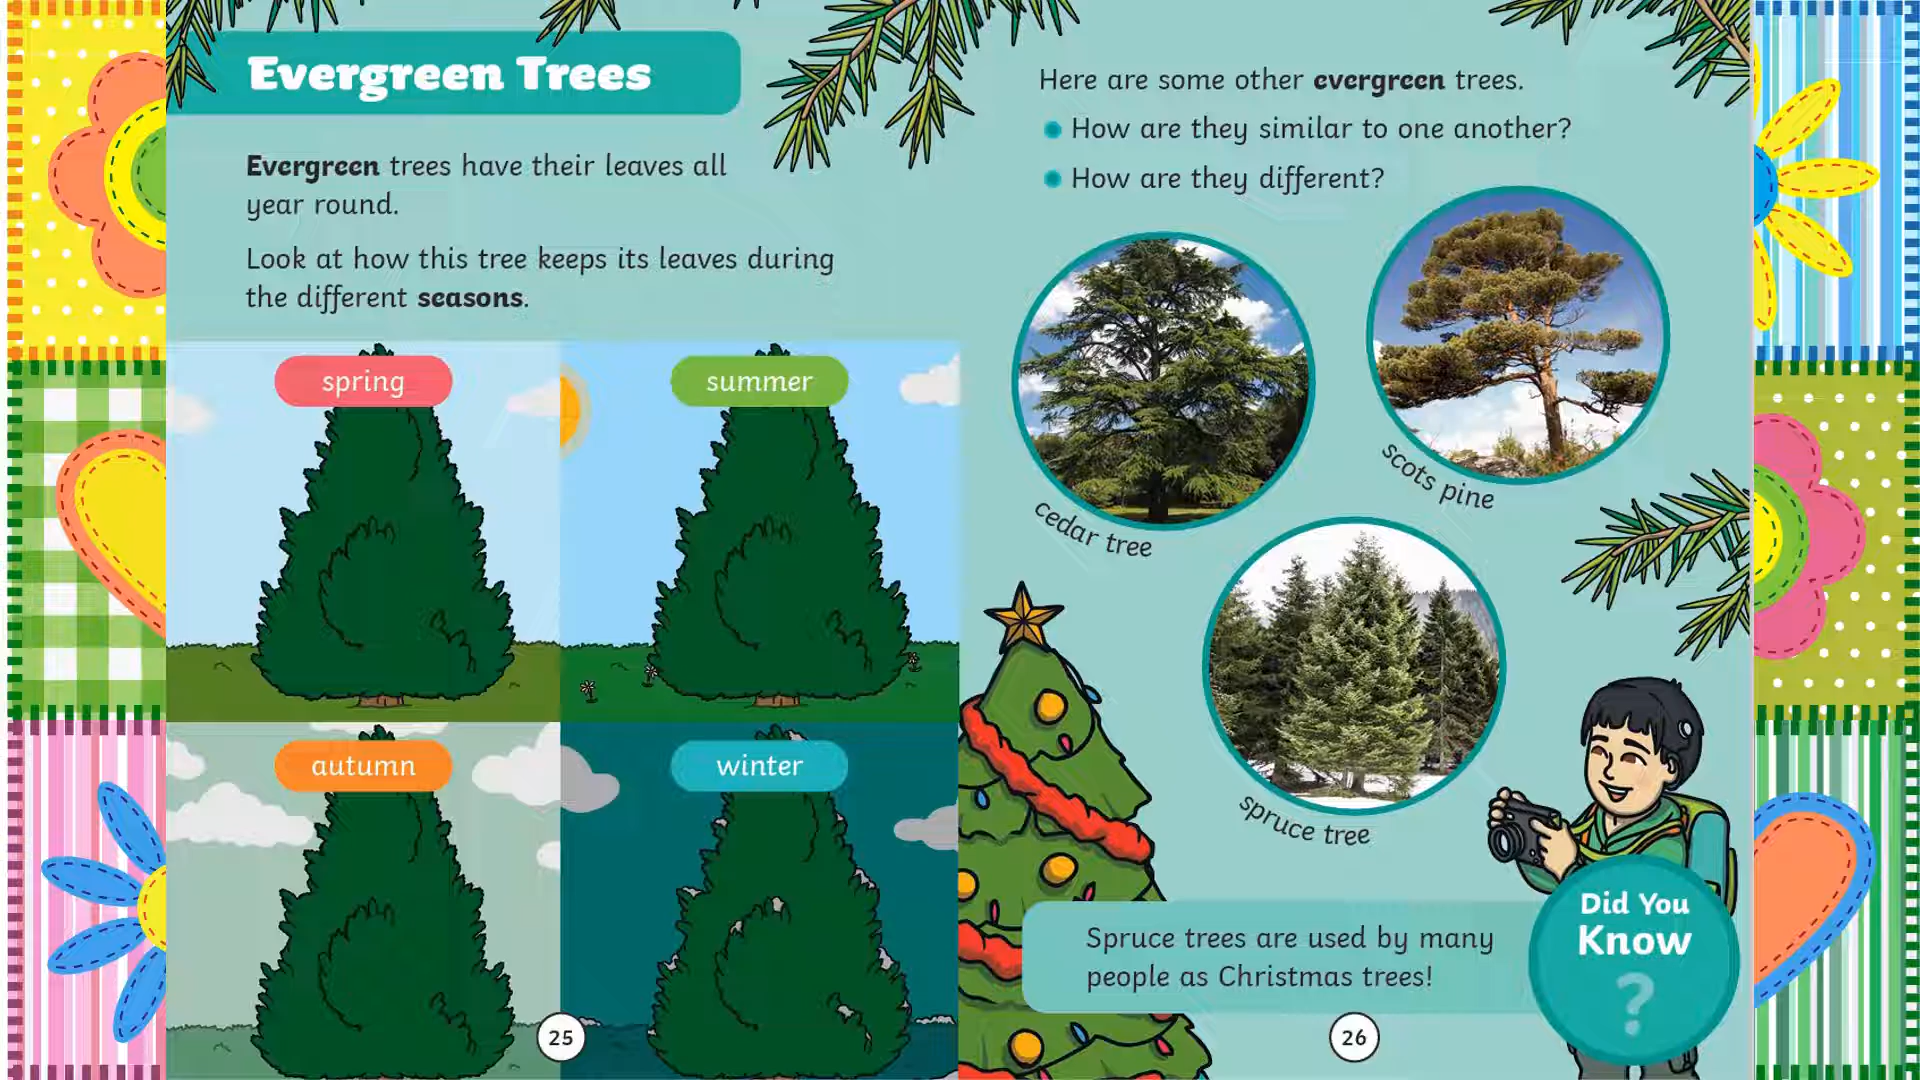 Evergreen Trees
Evergreen trees have their leaves all
year round.
Look at how this tree keeps its leaves during
the different seasons.
spring
summer
autumn
winter
25
Here are some other evergreen trees.
How are they similar to one another?
How are they different?
cedar tree
scots pine
spruce tree
Spruce trees are used by many
people as Christmas trees!
Did You
Know
?
26